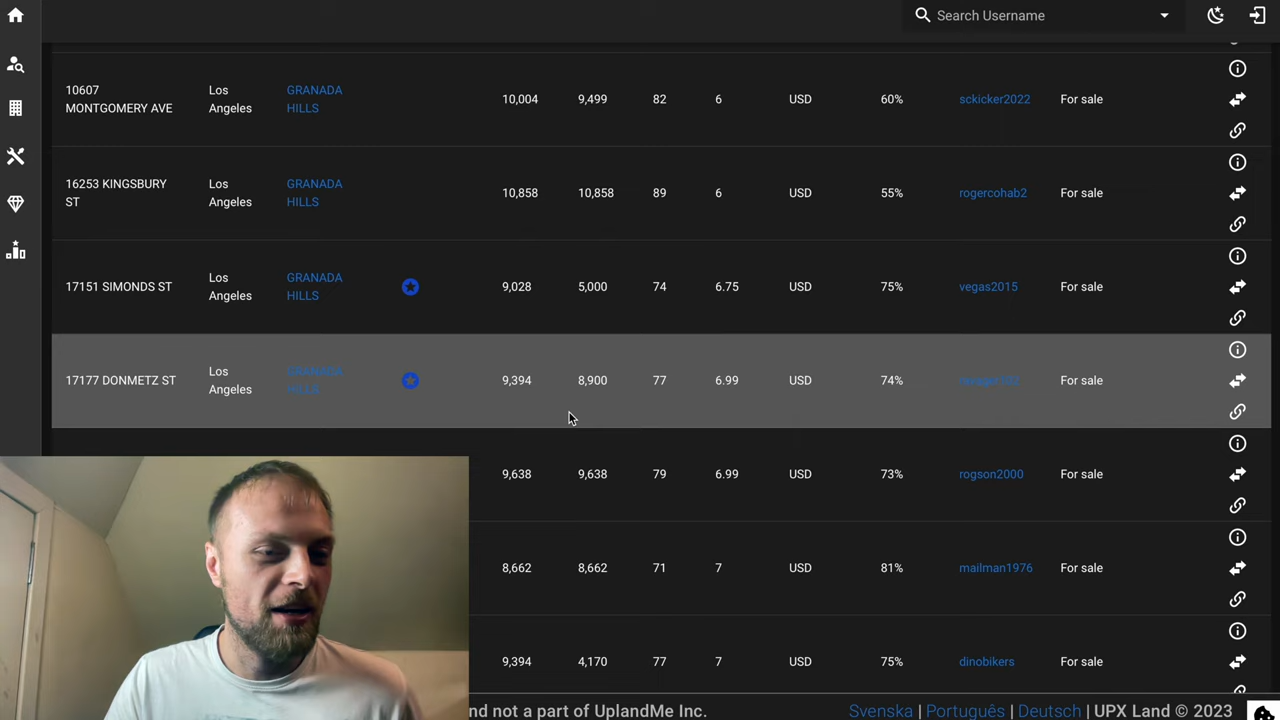 Search Username
10607 MONTGOMERY AVE Los Angeles GRANADA HILLS 10,004 9,499 82 6 USD 60% sckicker2022 For sale
16253 KINGSBURY ST Los Angeles GRANADA HILLS 10,858 10,858 89 6 USD 55% rogercohab2 For sale
17151 SIMONDS ST Los Angeles GRANADA HILLS 9,028 5,000 74 6.75 USD 75% vegas2015 For sale
17177 DONMETZ ST Los Angeles GRANADA HILLS 9,394 8,900 77 6.99 USD 74% For sale
9,638 9,638 79 6.99 USD 73% rogson2000 For sale
8,662 8,662 71 7 USD 81% mailman1976 For sale
9,394 4,170 77 7 USD 75% dinobikers For sale
nd not a part of UplandMe Inc. Svenska | Português | Deutsch | UPX Land © 2023